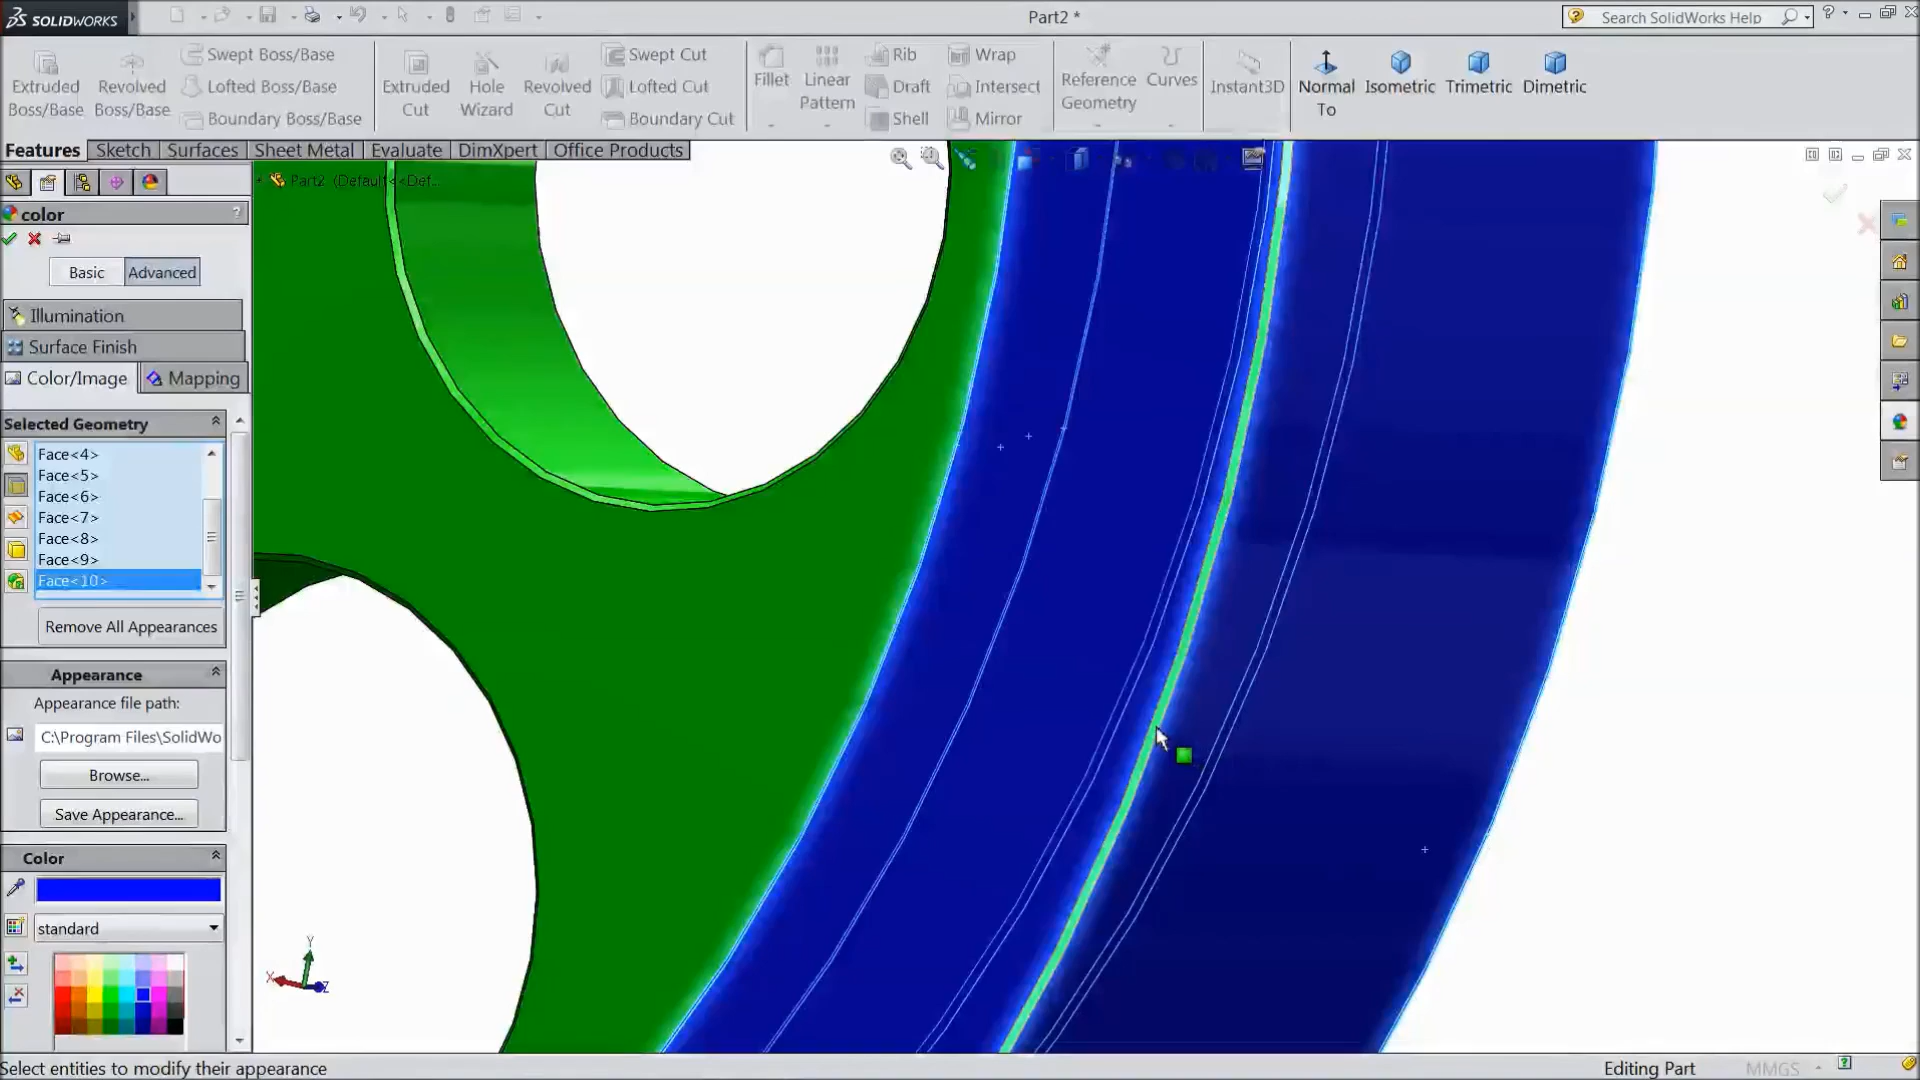 SOLIDWORKS
Part2 *
Search SolidWorks Help
Extruded Boss/Base
Revolved Boss/Base
Swept Boss/Base
Lofted Boss/Base
Boundary Boss/Base
Extruded Cut
Hole Wizard
Revolved Cut
Swept Cut
Lofted Cut
Boundary Cut
Fillet
Linear Pattern
Rib
Draft
Shell
Wrap
Intersect
Mirror
Reference Geometry
Curves
Instant3D
Normal To
Isometric
Trimetric
Dimetric
Features
Sketch
Surfaces
Sheet Metal
Evaluate
DimXpert
Office Products
Part2 (Default<<Def...
color
?
Basic
Advanced
Illumination
Surface Finish
Color/Image
Mapping
Selected Geometry
Face<4>
Face<5>
Face<6>
Face<7>
Face<8>
Face<9>
Face<10>
Remove All Appearances
Appearance
Appearance file path:
C:\Program Files\SolidWo
Browse...
Save Appearance...
Color
standard
Y
X
Z
Select entities to modify their appearance
Editing Part
MMGS